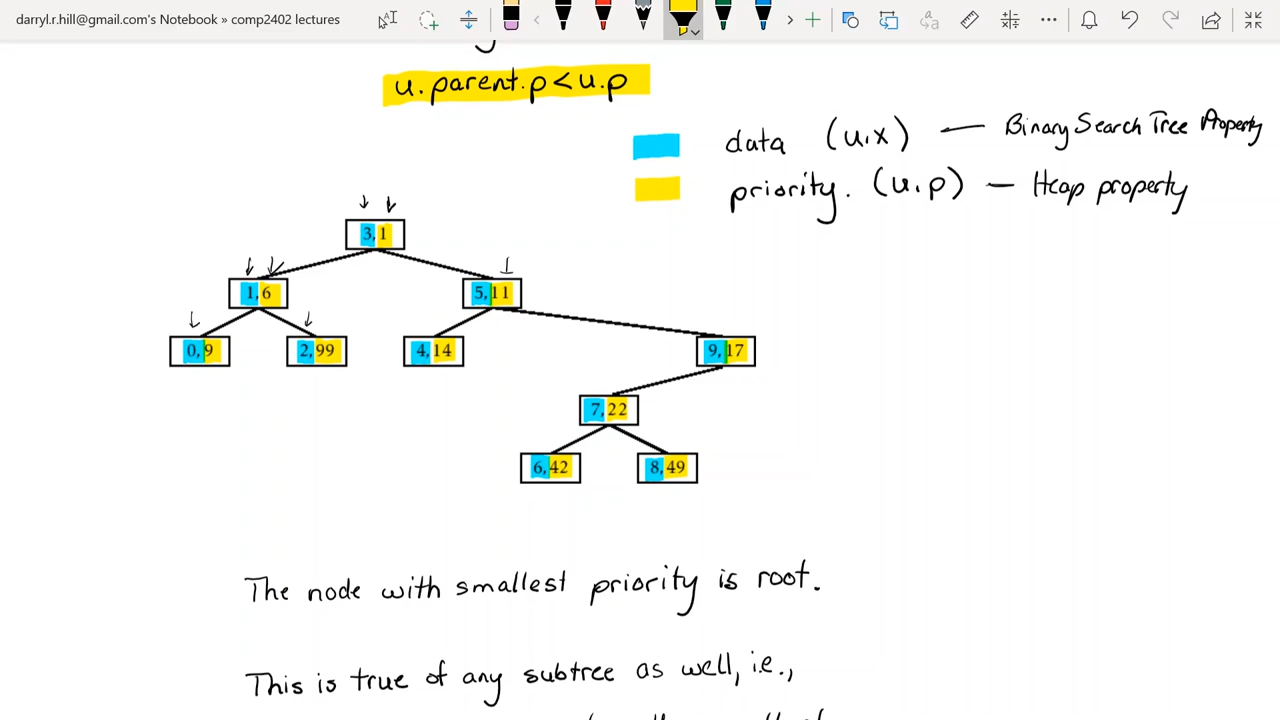 darryl.r.hill@gmail.com's Notebook » comp2402 lectures
u.parent.p<u.p
data (u.x) — Binary Search Tree Property
priority. (u.p) — Heap property
3,1
1,6 5,11
0,9 2,99 4,14 9,17
7,22
6,42 8,49
The node with smallest priority is root.
This is true of any subtree as well, i.e.,